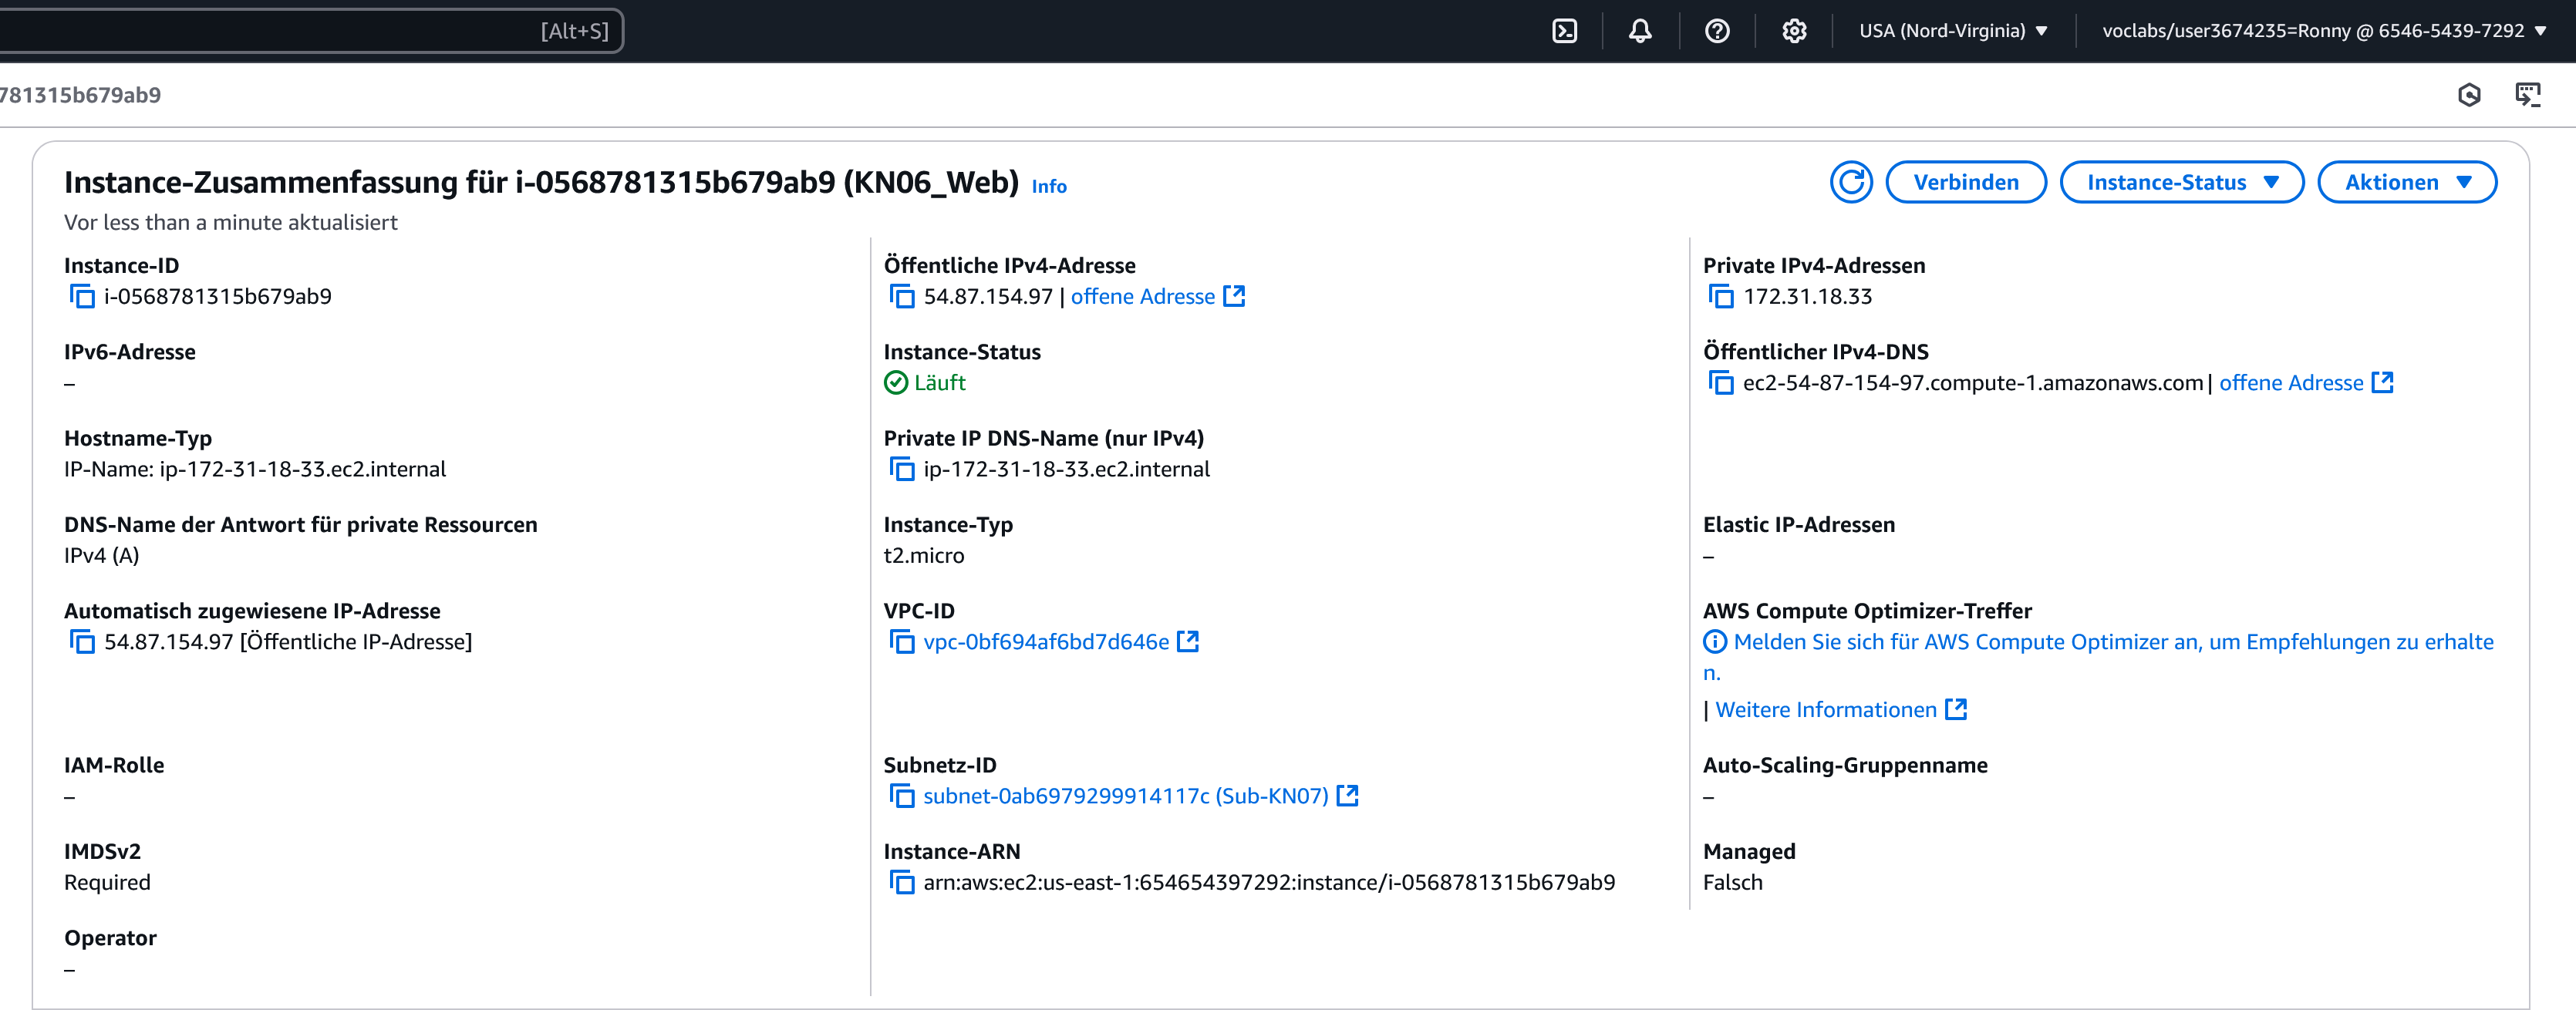 [Alt+S]
USA (Nord-Virginia)
voclabs/user3674235=Ronny @ 6546-5439-7292
781315b679ab9
Instance-Zusammenfassung für i-0568781315b679ab9 (KN06_Web) Info
Verbinden
Instance-Status
Aktionen
Vor less than a minute aktualisiert
Instance-ID
i-0568781315b679ab9
Öffentliche IPv4-Adresse
54.87.154.97 | offene Adresse
Private IPv4-Adressen
172.31.18.33
IPv6-Adresse
–
Instance-Status
Läuft
Öffentlicher IPv4-DNS
ec2-54-87-154-97.compute-1.amazonaws.com | offene Adresse
Hostname-Typ
IP-Name: ip-172-31-18-33.ec2.internal
Private IP DNS-Name (nur IPv4)
ip-172-31-18-33.ec2.internal
DNS-Name der Antwort für private Ressourcen
IPv4 (A)
Instance-Typ
t2.micro
Elastic IP-Adressen
–
Automatisch zugewiesene IP-Adresse
54.87.154.97 [Öffentliche IP-Adresse]
VPC-ID
vpc-0bf694af6bd7d646e
AWS Compute Optimizer-Treffer
Melden Sie sich für AWS Compute Optimizer an, um Empfehlungen zu erhalte
n.
| Weitere Informationen
IAM-Rolle
–
Subnetz-ID
subnet-0ab6979299914117c (Sub-KN07)
Auto-Scaling-Gruppenname
–
IMDSv2
Required
Instance-ARN
arn:aws:ec2:us-east-1:654654397292:instance/i-0568781315b679ab9
Managed
Falsch
Operator
–